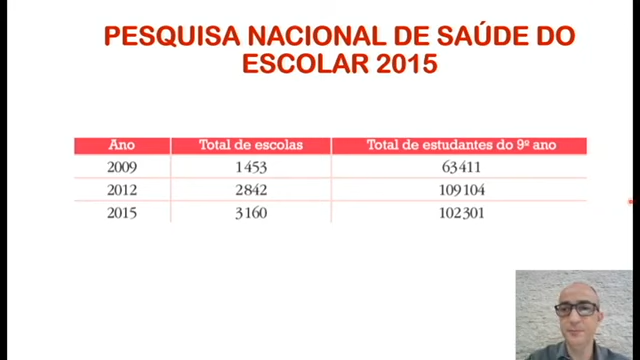 PESQUISA NACIONAL DE SAÚDE DO
ESCOLAR 2015
Ano Total de escolas Total de estudantes do 9º ano
2009 1453 63411
2012 2842 109104
2015 3160 102301